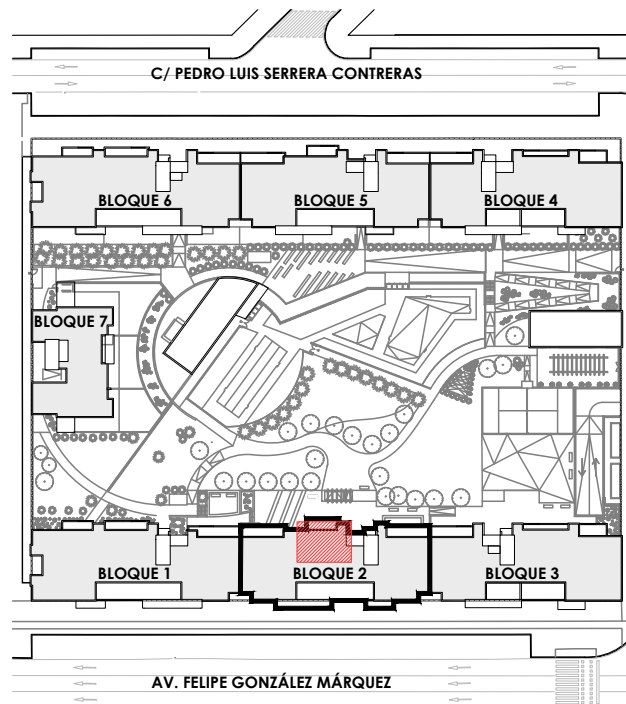 C/ PEDRO LUIS SERRERA CONTRERAS
BLOQUE 6
BLOQUE 5
BLOQUE 4
BLOQUE 7
BLOQUE 1
BLOQUE 2
BLOQUE 3
AV. FELIPE GONZÁLEZ MÁRQUEZ